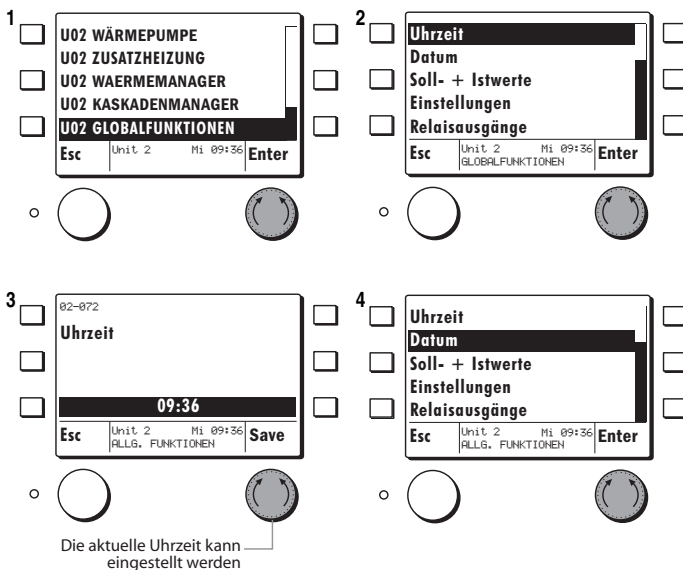 1
U02 WÄRMEPUMPE
U02 ZUSATZHEIZUNG
U02 WAERMEMANAGER
U02 KASKADENMANAGER
U02 GLOBALFUNKTIONEN
Esc Unit 2 Mi 09:36 Enter
2
Uhrzeit
Datum
Soll- + Istwerte
Einstellungen
Relaisausgänge
Esc Unit 2 Mi 09:36 Enter
GLOBALFUNKTIONEN
3
02-072
Uhrzeit
09:36
Esc Unit 2 Mi 09:36 Save
ALLG. FUNKTIONEN
Die aktuelle Uhrzeit kann
eingestellt werden
4
Uhrzeit
Datum
Soll- + Istwerte
Einstellungen
Relaisausgänge
Esc Unit 2 Mi 09:36 Enter
ALLG. FUNKTIONEN